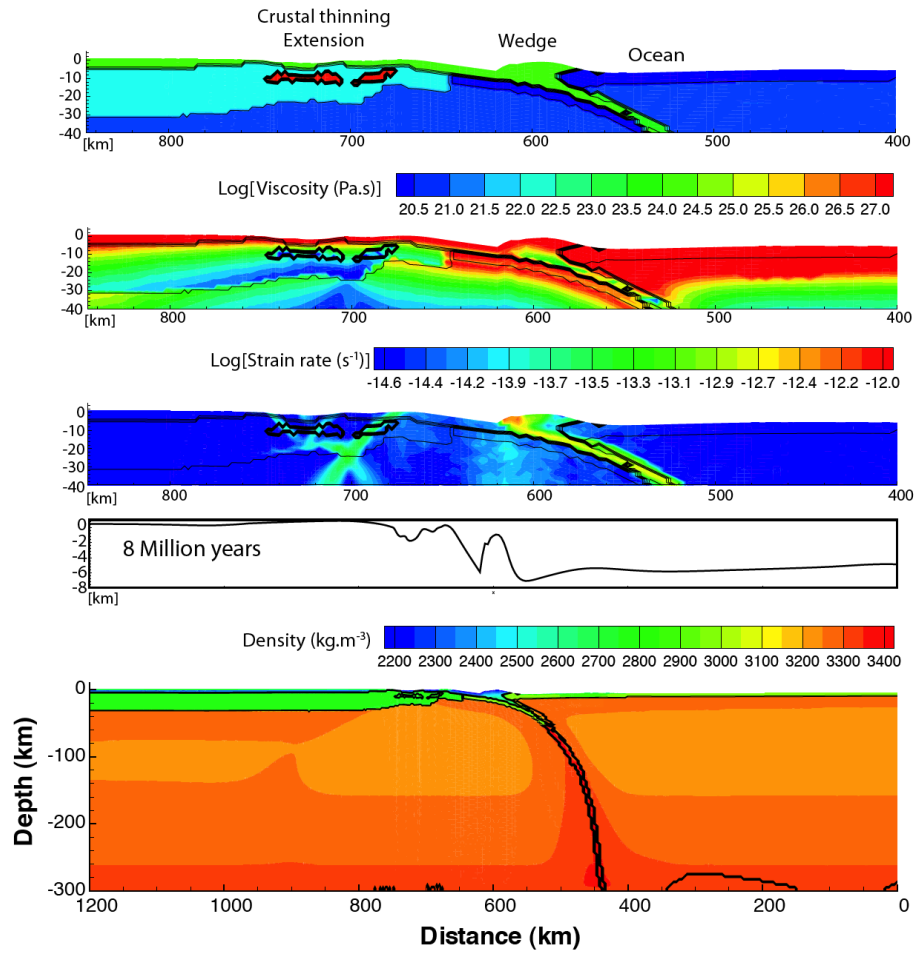 Crustal thinning
Extension
Wedge
Ocean
0
-10
-20
-30
-40
[km]
800 700 600 500 400
Log[Viscosity (Pa.s)]
20.5 21.0 21.5 22.0 22.5 23.0 23.5 24.0 24.5 25.0 25.5 26.0 26.5 27.0
0
-10
-20
-30
-40
[km]
800 700 600 500 400
Log[Strain rate (s⁻¹)]
-14.6 -14.4 -14.2 -13.9 -13.7 -13.5 -13.3 -13.1 -12.9 -12.7 -12.4 -12.2 -12.0
0
-10
-20
-30
-40
[km]
800 700 600 500 400
0
-2
-4
-6
-8
8 Million years
[km]
Density (kg.m⁻³)
2200 2300 2400 2500 2600 2700 2800 2900 3000 3100 3200 3300 3400
0
-100
-200
-300
Depth (km)
1200 1000 800 600 400 200 0
Distance (km)